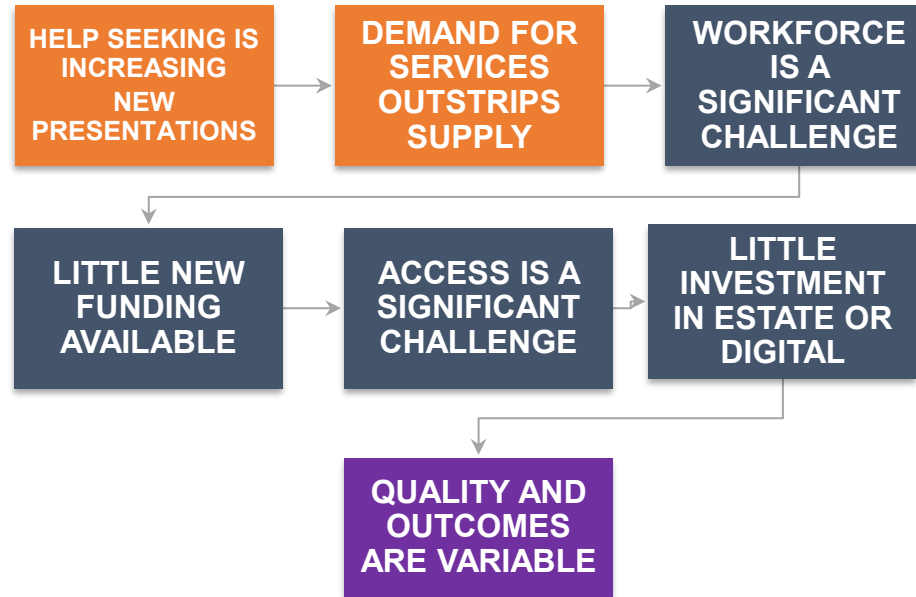 HELP SEEKING IS
INCREASING
NEW
PRESENTATIONS
DEMAND FOR
SERVICES
OUTSTRIPS
SUPPLY
WORKFORCE
IS A
SIGNIFICANT
CHALLENGE
LITTLE NEW
FUNDING
AVAILABLE
ACCESS IS A
SIGNIFICANT
CHALLENGE
LITTLE
INVESTMENT
IN ESTATE OR
DIGITAL
QUALITY AND
OUTCOMES
ARE VARIABLE